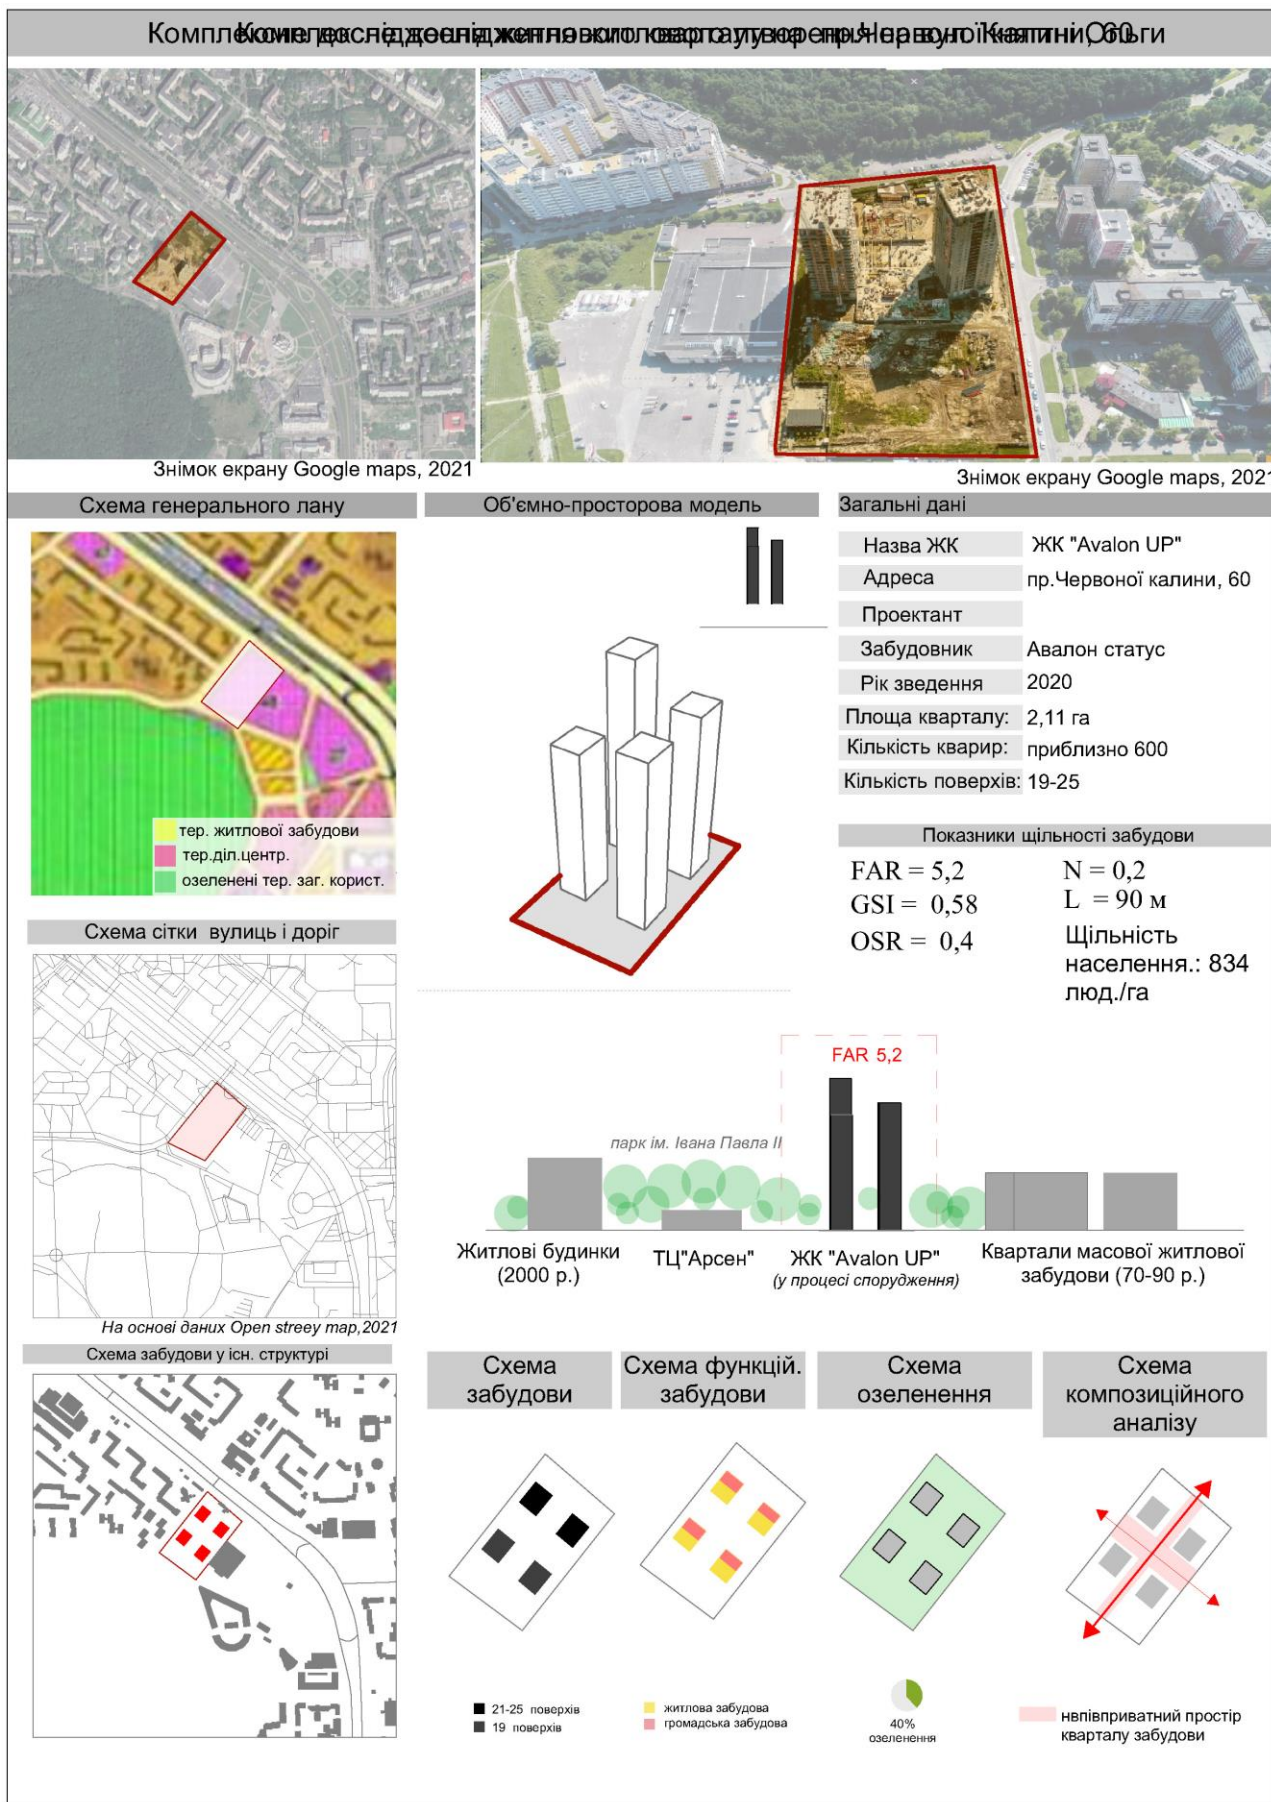 Знімок екрану Google maps, 2021
Знімок екрану Google maps, 2021
Схема генерального лану
тер. житлової забудови
тер.діл.центр.
озеленені тер. заг. корист.
Об'ємно-просторова модель
Загальні дані
Назва ЖК ЖК "Avalon UP"
Адреса пр.Червоної калини, 60
Проектант
Забудовник Авалон статус
Рік зведення 2020
Площа кварталу: 2,11 га
Кількість кварир: приблизно 600
Кількість поверхів: 19-25
Показники щільності забудови
FAR = 5,2
GSI = 0,58
OSR = 0,4
N = 0,2
L = 90 м
Щільність
населення.: 834
люд./га
Схема сітки вулиць і доріг
На основі даних Open streey map,2021
FAR 5,2
парк ім. Івана Павла ІІ
Житлові будинки
(2000 р.)
ТЦ"Арсен"
ЖК "Avalon UP"
(у процесі спорудження)
Квартали масової житлової
забудови (70-90 р.)
Схема забудови у існ. структурі
Схема
забудови
21-25 поверхів
19 поверхів
Схема функцій.
забудови
житлова забудова
громадська забудова
Схема
озеленення
40%
озеленення
Схема
композиційного
аналізу
нвпівприватний простір
кварталу забудови